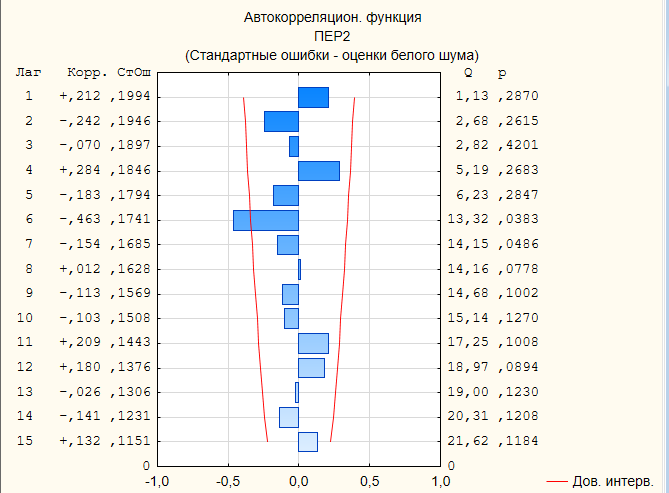 Автокорреляцион. функция
ПЕР2
(Стандартные ошибки - оценки белого шума)
Лаг Корр. СтОш Q p
1 +,212 ,1994 1,13 ,2870
2 -,242 ,1946 2,68 ,2615
3 -,070 ,1897 2,82 ,4201
4 +,284 ,1846 5,19 ,2683
5 -,183 ,1794 6,23 ,2847
6 -,463 ,1741 13,32 ,0383
7 -,154 ,1685 14,15 ,0486
8 +,012 ,1628 14,16 ,0778
9 -,113 ,1569 14,68 ,1002
10 -,103 ,1508 15,14 ,1270
11 +,209 ,1443 17,25 ,1008
12 +,180 ,1376 18,97 ,0894
13 -,026 ,1306 19,00 ,1230
14 -,141 ,1231 20,31 ,1208
15 +,132 ,1151 21,62 ,1184
0 0
-1,0 -0,5 0,0 0,5 1,0 Дов. интерв.